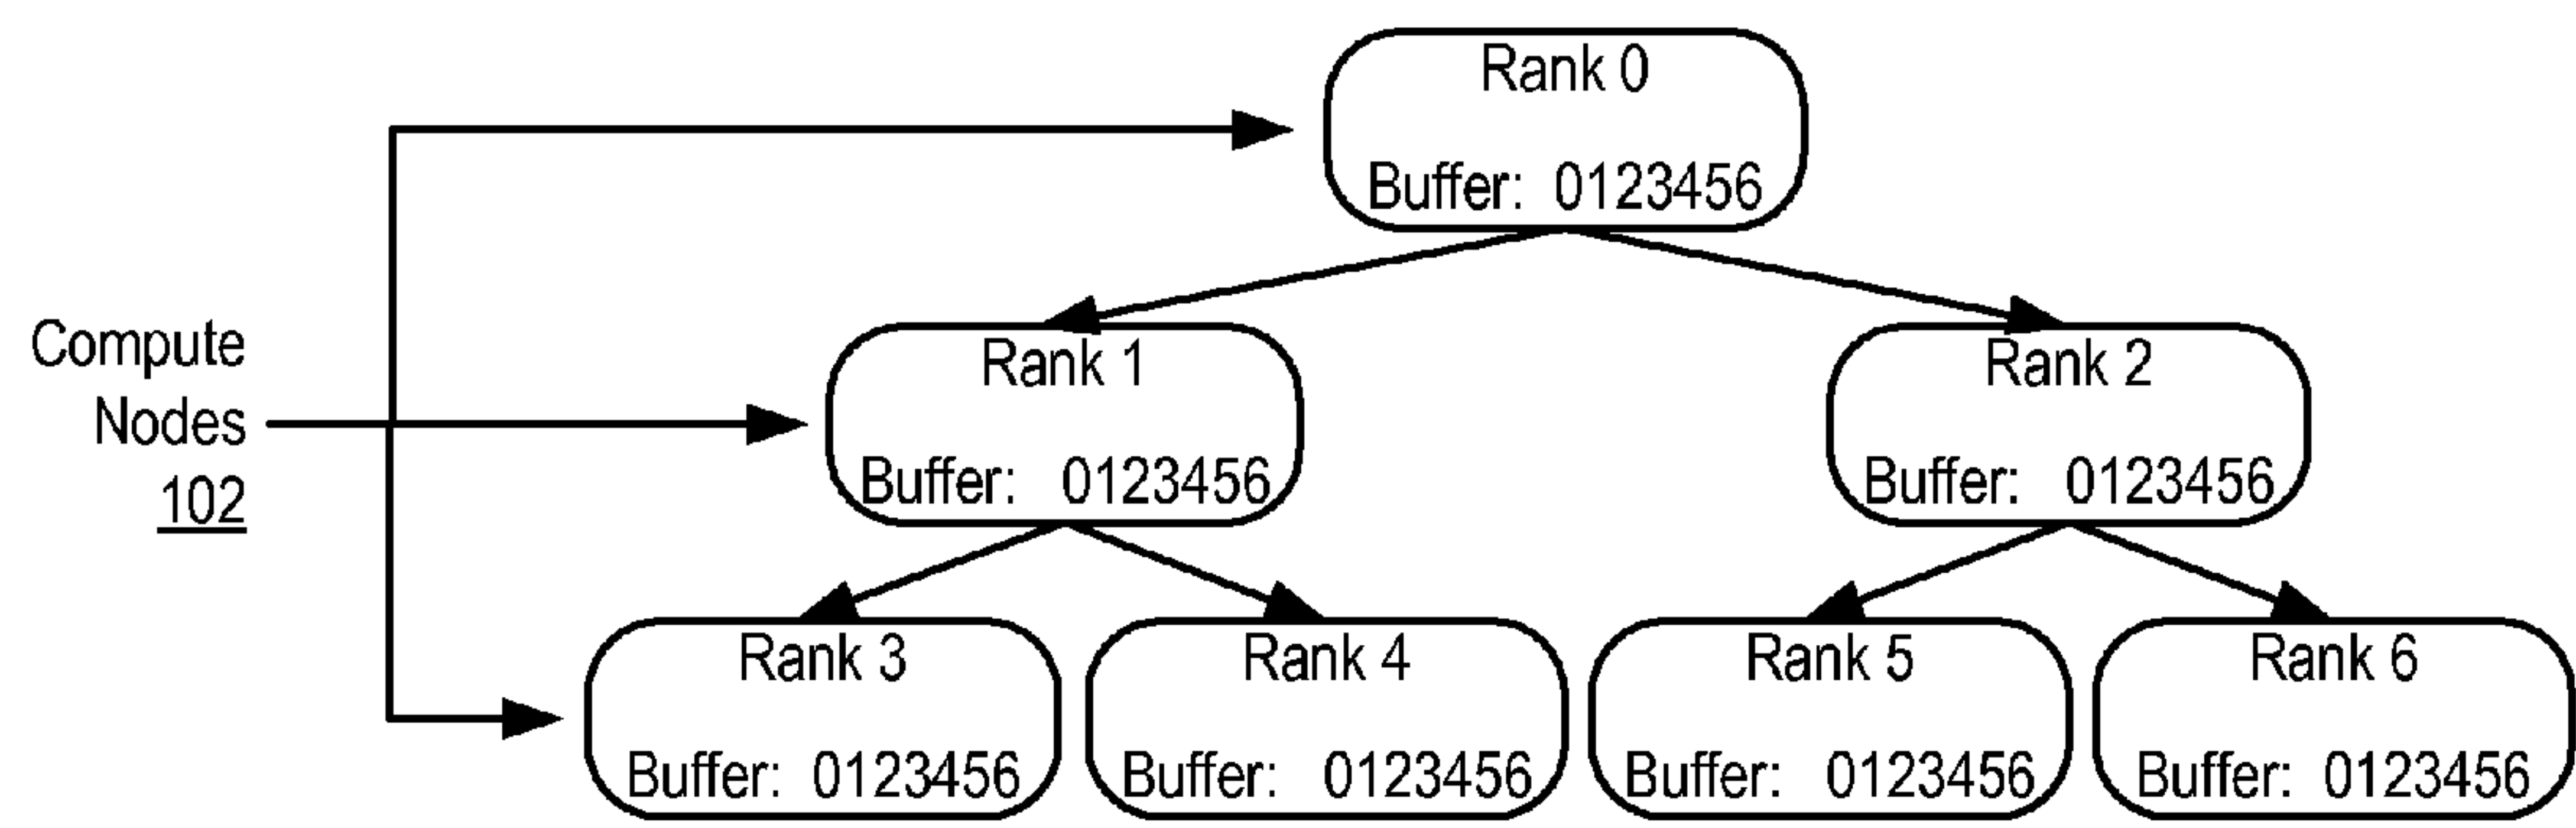 Rank 0
Buffer: 0123456
Compute
Nodes
102
Rank 1
Buffer: 0123456
Rank 2
Buffer: 0123456
Rank 3
Buffer: 0123456
Rank 4
Buffer: 0123456
Rank 5
Buffer: 0123456
Rank 6
Buffer: 0123456